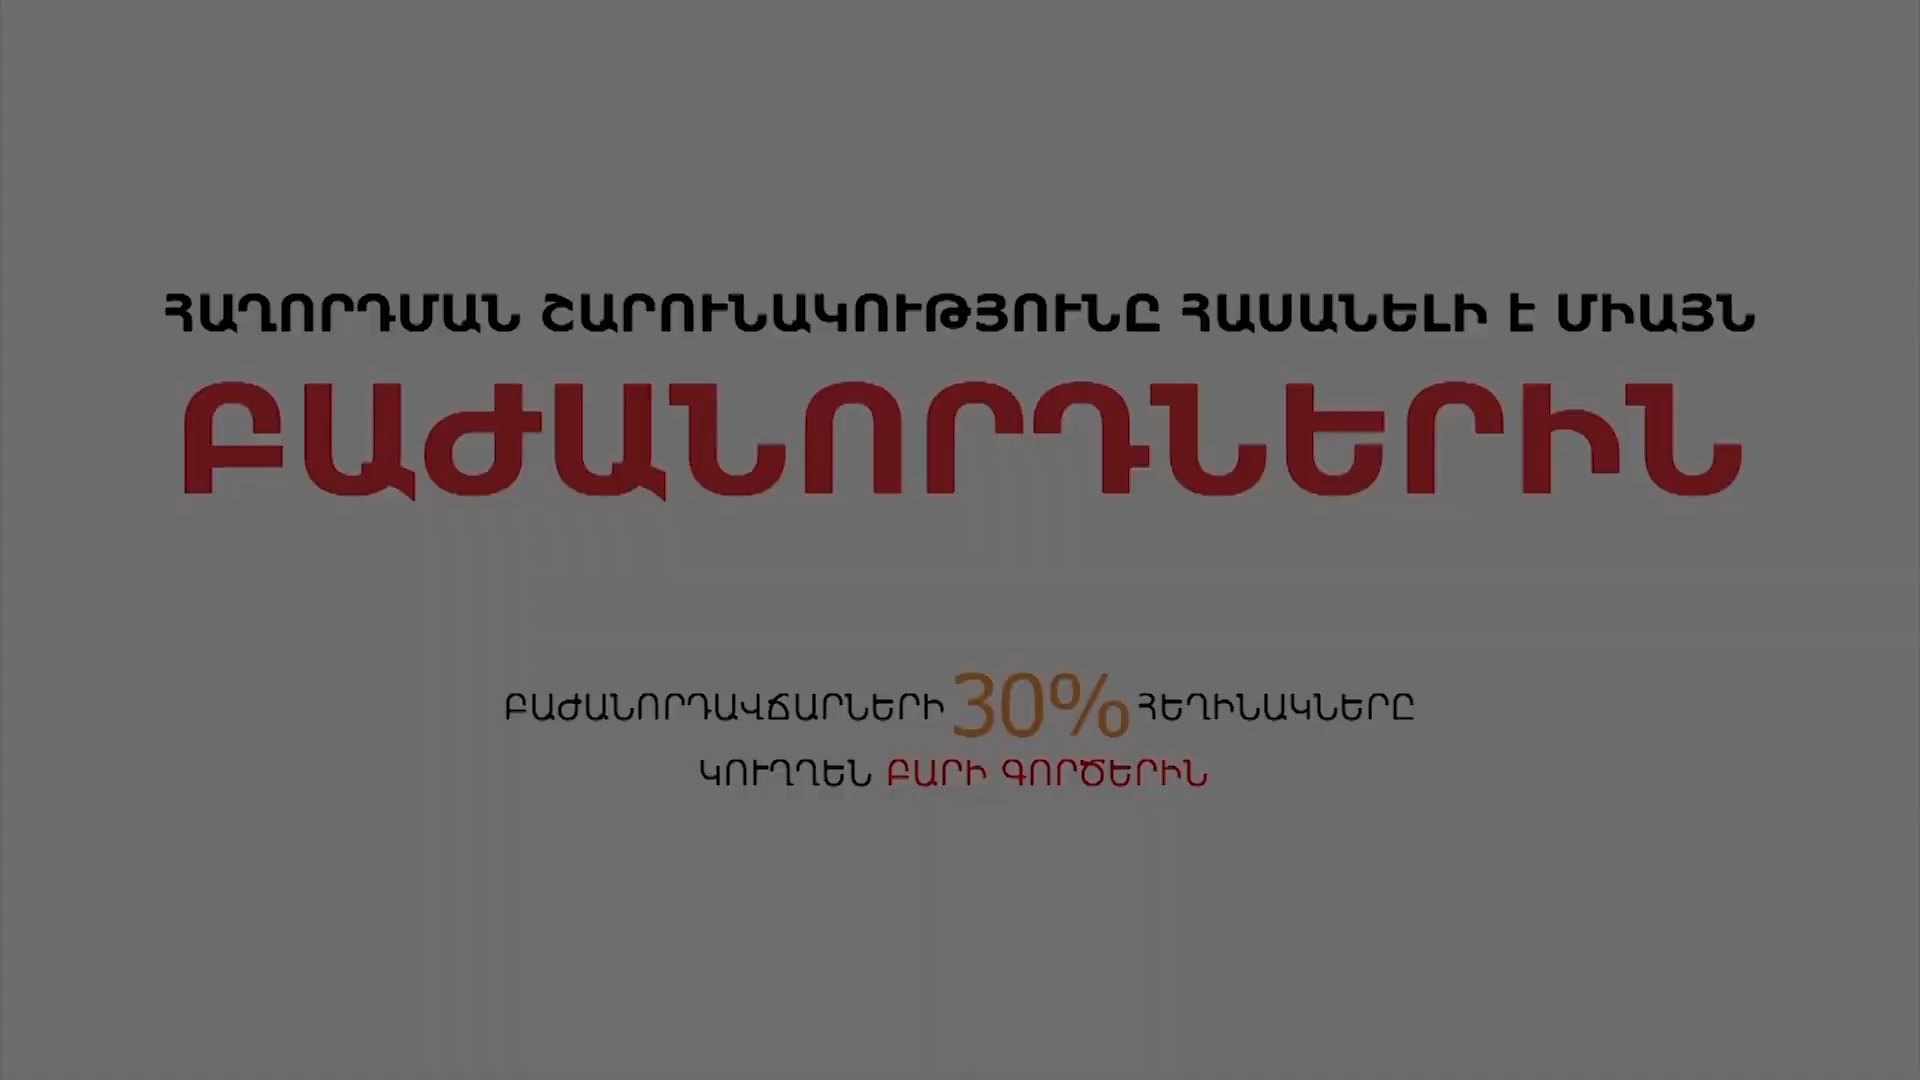 ՀԱՂՈՐԴՄԱՆ ՇԱՐՈՒՆԱԿՈՒԹՅՈՒՆԸ ՀԱՍԱՆԵԼԻ Է ՄԻԱՅՆ
ԲԱԺԱՆՈՐԴՆԵՐԻՆ
ԲԱԺԱՆՈՐԴԱՎՃԱՐՆԵՐԻ 30% ՀԵՂԻՆԱԿՆԵՐԸ
ԿՈՒՂՂԵՆ ԲԱՐԻ ԳՈՐԾԵՐԻՆ